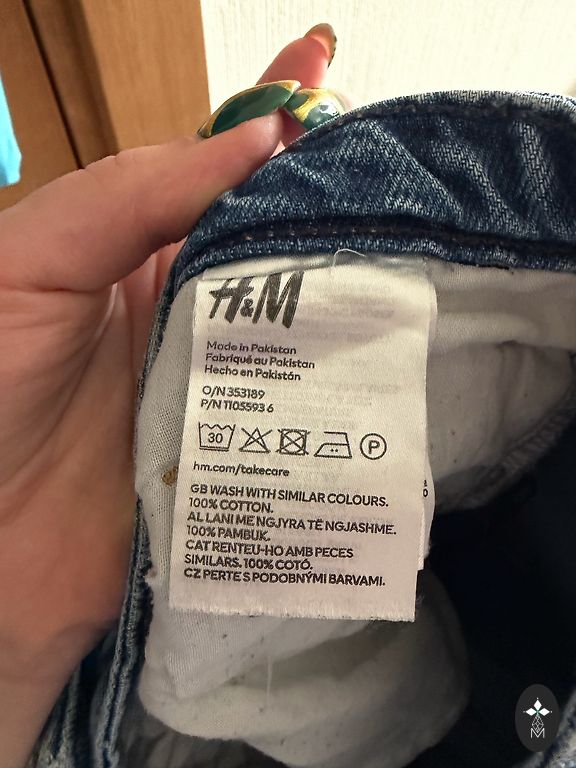 H&M
Made in Pakistan
Fabriqué au Pakistan
Hecho en Pakistán
O/N 353189
P/N 1105593 6
30 P
hm.com/takecare
GB WASH WITH SIMILAR COLOURS.
100% COTTON.
AL LANI ME NGJYRA TË NGJASHME.
100% PAMBUK.
CAT RENTEU-HO AMB PECES
SIMILARS. 100% COTÓ.
CZ PERTE S PODOBNÝMI BARVAMI.
M